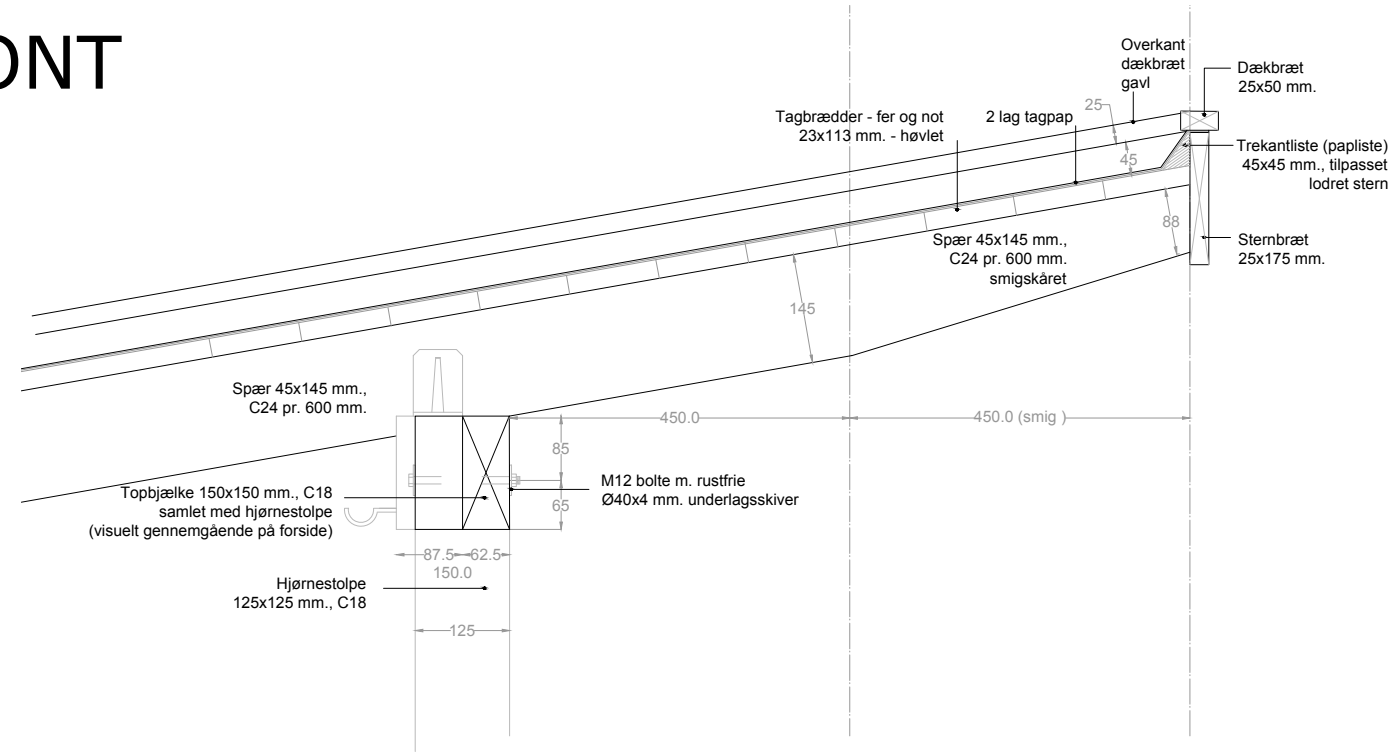 ONT
Overkant
dækbræt
gavl
Dækbræt
25x50 mm.
Tagbrædder - fer og not
23x113 mm. - høvlet
2 lag tagpap
25
45
Trekantliste (papliste)
45x45 mm., tilpasset
lodret stern
88
Spær 45x145 mm.,
C24 pr. 600 mm.
smigskåret
Sternbræt
25x175 mm.
145
Spær 45x145 mm.,
C24 pr. 600 mm.
450.0
450.0 (smig )
85
65
M12 bolte m. rustfrie
Ø40x4 mm. underlagsskiver
Topbjælke 150x150 mm., C18
samlet med hjørnestolpe
(visuelt gennemgående på forside)
87.5
62.5
150.0
Hjørnestolpe
125x125 mm., C18
125